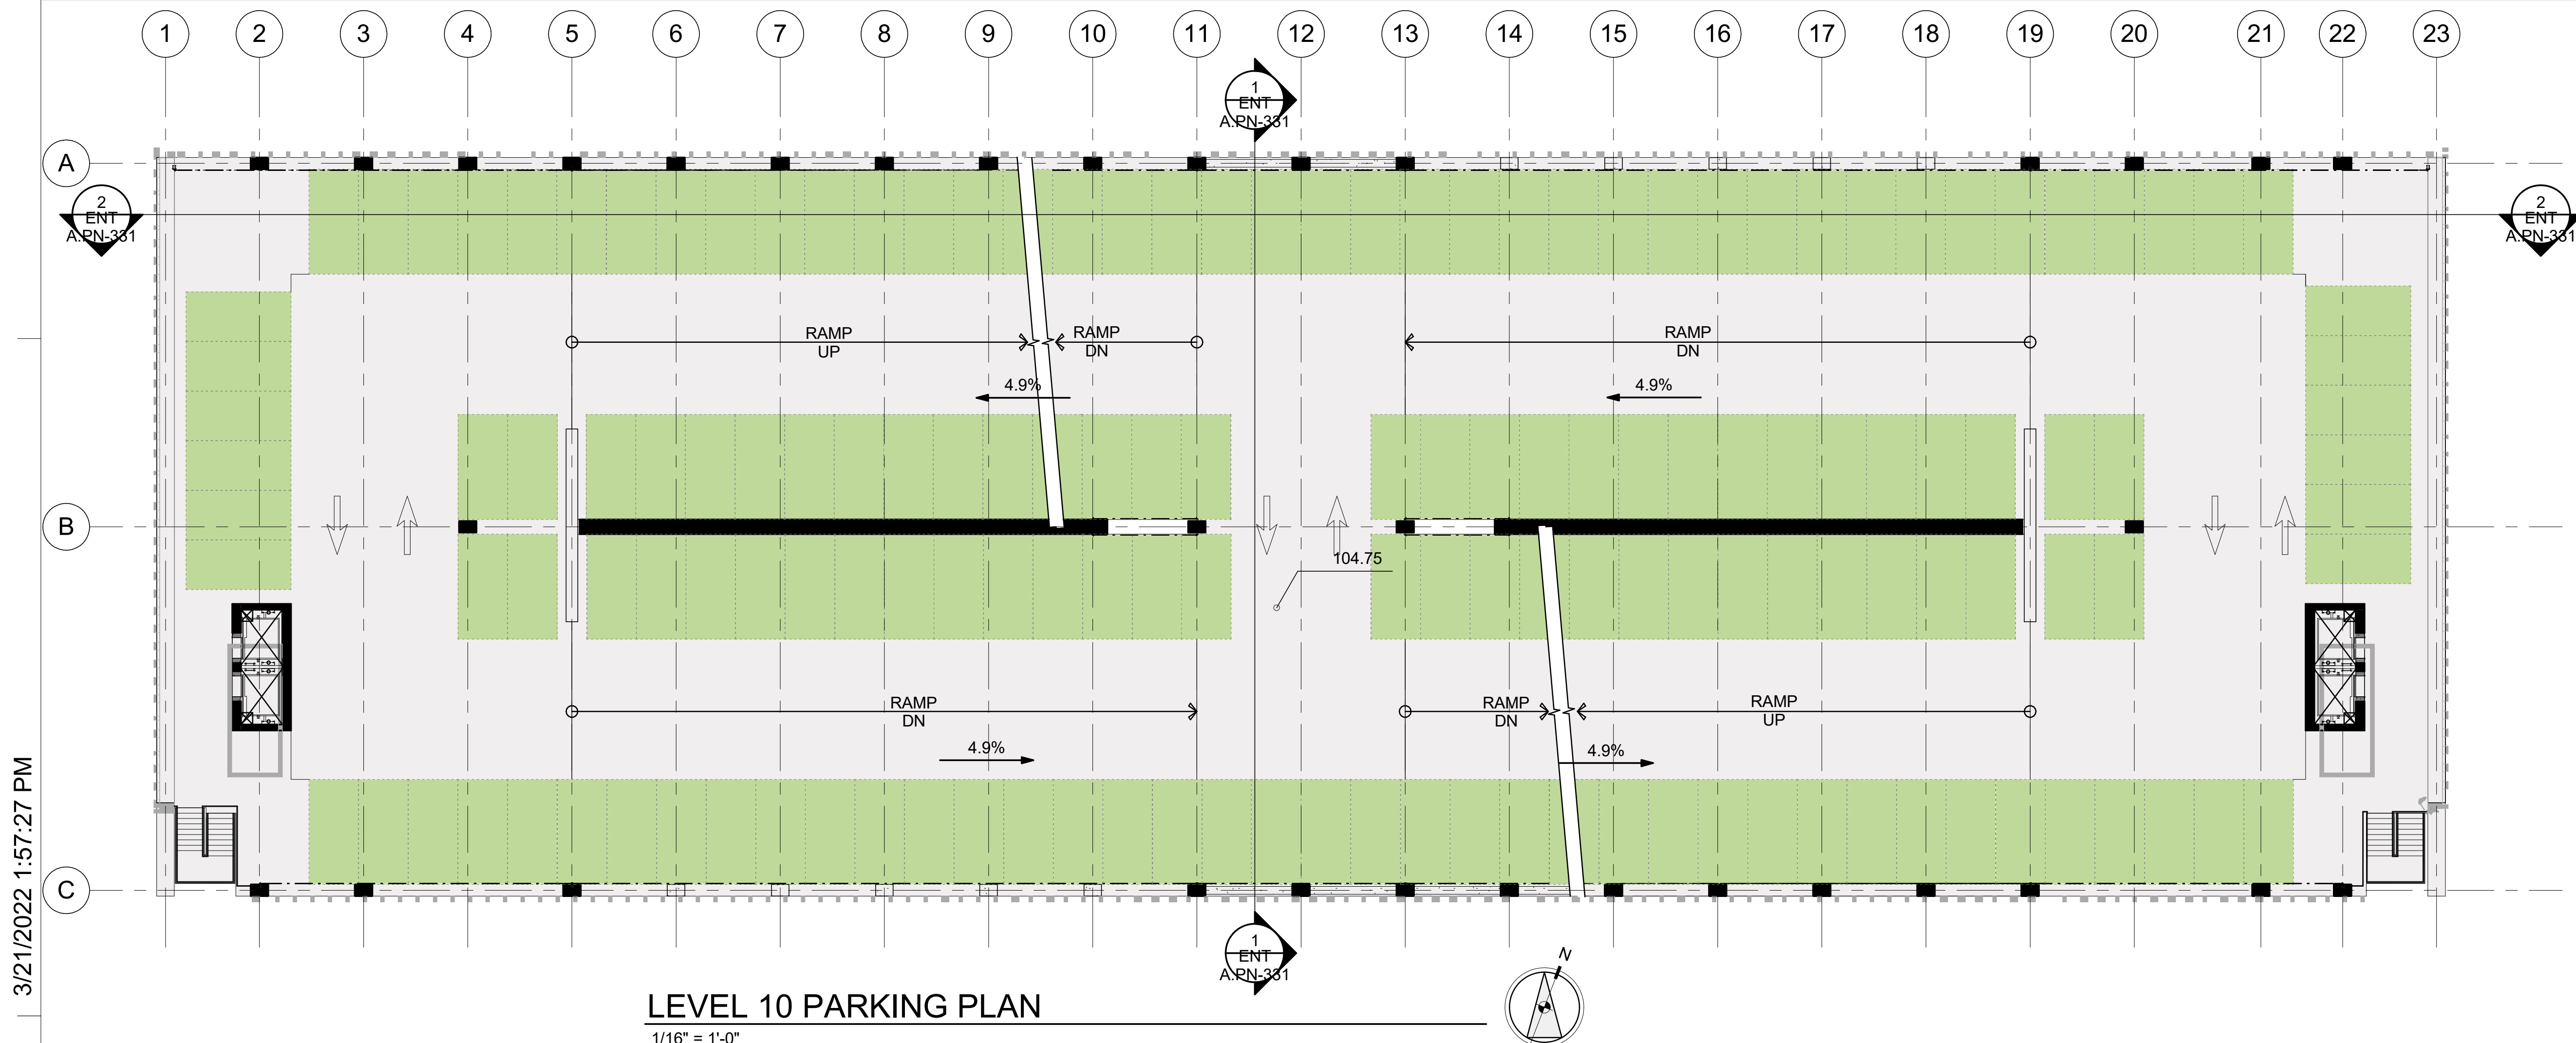 1 2 3 4 5 6 7 8 9 10 11 12 13 14 15 16 17 18 19 20 21 22 23
1
ENT
A.PN-331
A
2
ENT
A.PN-331
2
ENT
A.PN-331
RAMP
UP
RAMP
DN
RAMP
DN
4.9%
4.9%
B
104.75
RAMP
DN
RAMP
DN
RAMP
UP
4.9%
4.9%
C
1
ENT
A.PN-331
N
LEVEL 10 PARKING PLAN
1/16" = 1'-0"
3/21/2022 1:57:27 PM